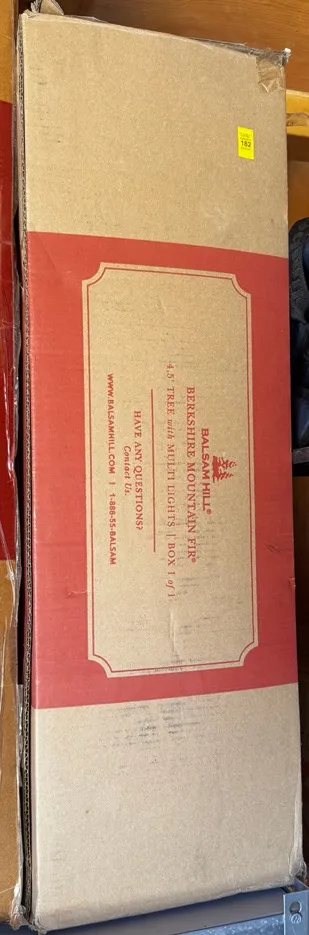 182
BALSAM HILL®
BERKSHIRE MOUNTAIN FIR®
4.5' TREE with MULTI LIGHTS | BOX 1 of 1
HAVE ANY QUESTIONS?
Contact Us.
WWW.BALSAMHILL.COM | 1-888-55-BALSAM